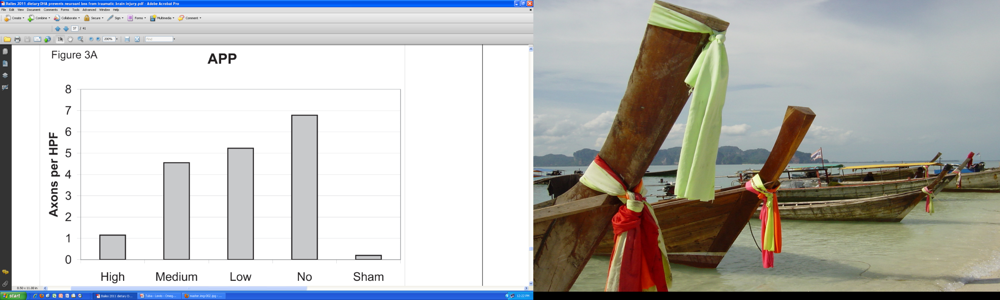 Bailes 2011 dietary DHA prevents neuroanl loss from traumatic brain injury.pdf - Adobe Acrobat Pro
File Edit View Document Comments Forms Tools Advanced Window Help
Create Combine Collaborate Secure Sign Forms Multimedia Comment
37 / 41
200% Find
Figure 3A
APP
8
7
6
5
4
3
2
1
0
Axons per HPF
High Medium Low No Sham
8.50 x 11.00 in
start Bailes 2011 dietary D... Tulsa - Lewis - Omeg... master.img-002.jpg - ... 12:22 PM